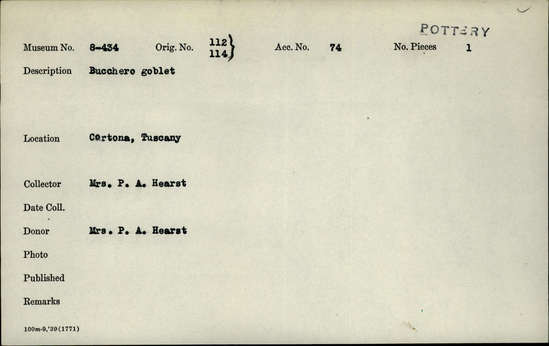 POTTERY
Museum No. 8-434 Orig. No. 112 } Acc. No. 74 No. Pieces 1
114
Description Bucchero goblet
Location Cortona, Tuscany
Collector Mrs. P. A. Hearst
Date Coll.
Donor Mrs. P. A. Hearst
Photo
Published
Remarks
100m-9,'39(1771)